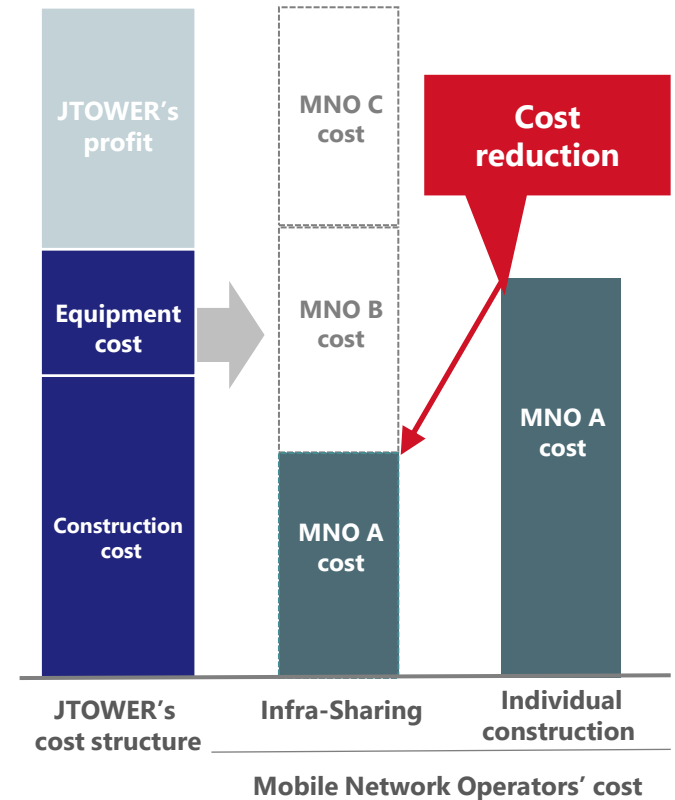 JTOWER's
profit
Equipment
cost
Construction
cost
MNO C
cost
MNO B
cost
MNO A
cost
Cost
reduction
MNO A
cost
JTOWER's
cost structure
Infra-Sharing
Individual
construction
Mobile Network Operators' cost